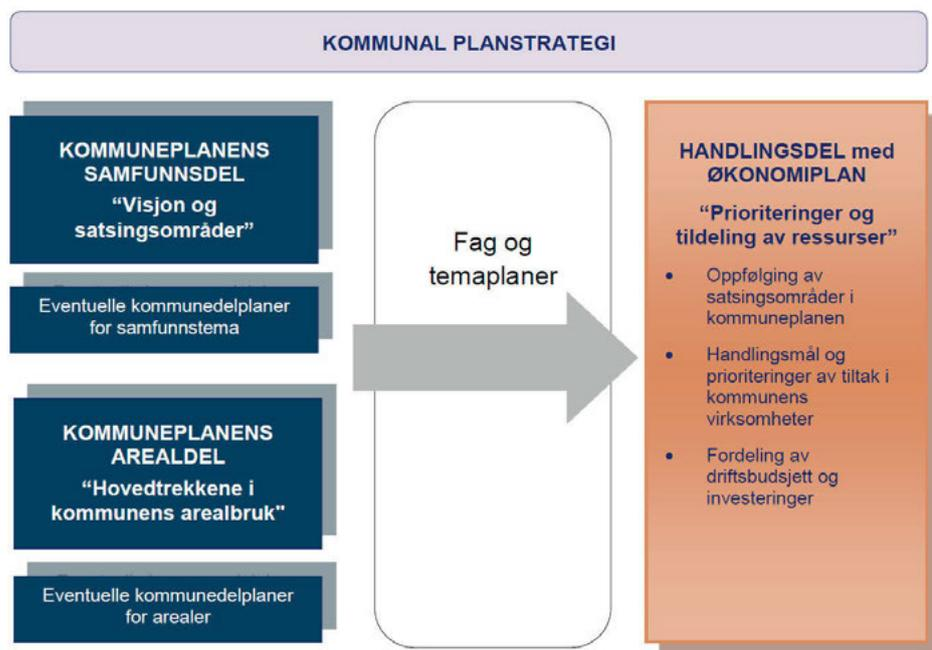 KOMMUNAL PLANSTRATEGI
KOMMUNEPLANENS
SAMFUNNSDEL
“Visjon og
satsingsområder”
Eventuelle kommunedelplaner
for samfunnstema
KOMMUNEPLANENS
AREALDEL
“Hovedtrekkene i
kommunens arealbruk"
Eventuelle kommunedelplaner
for arealer
Fag og
temaplaner
HANDLINGSDEL med
ØKONOMIPLAN
“Prioriteringer og
tildeling av ressurser”
• Oppfølging av
satsingsområder i
kommuneplanen
• Handlingsmål og
prioriteringer av tiltak i
kommunens
virksomheter
• Fordeling av
driftsbudsjett og
investeringer